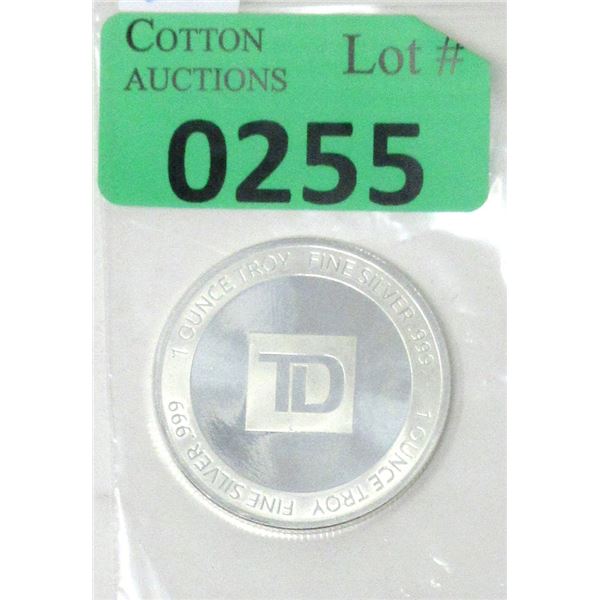 COTTON
AUCTIONS
Lot #
0255
1 OUNCE TROY FINE SILVER .999
1 OUNCE TROY FINE SILVER .999
TD